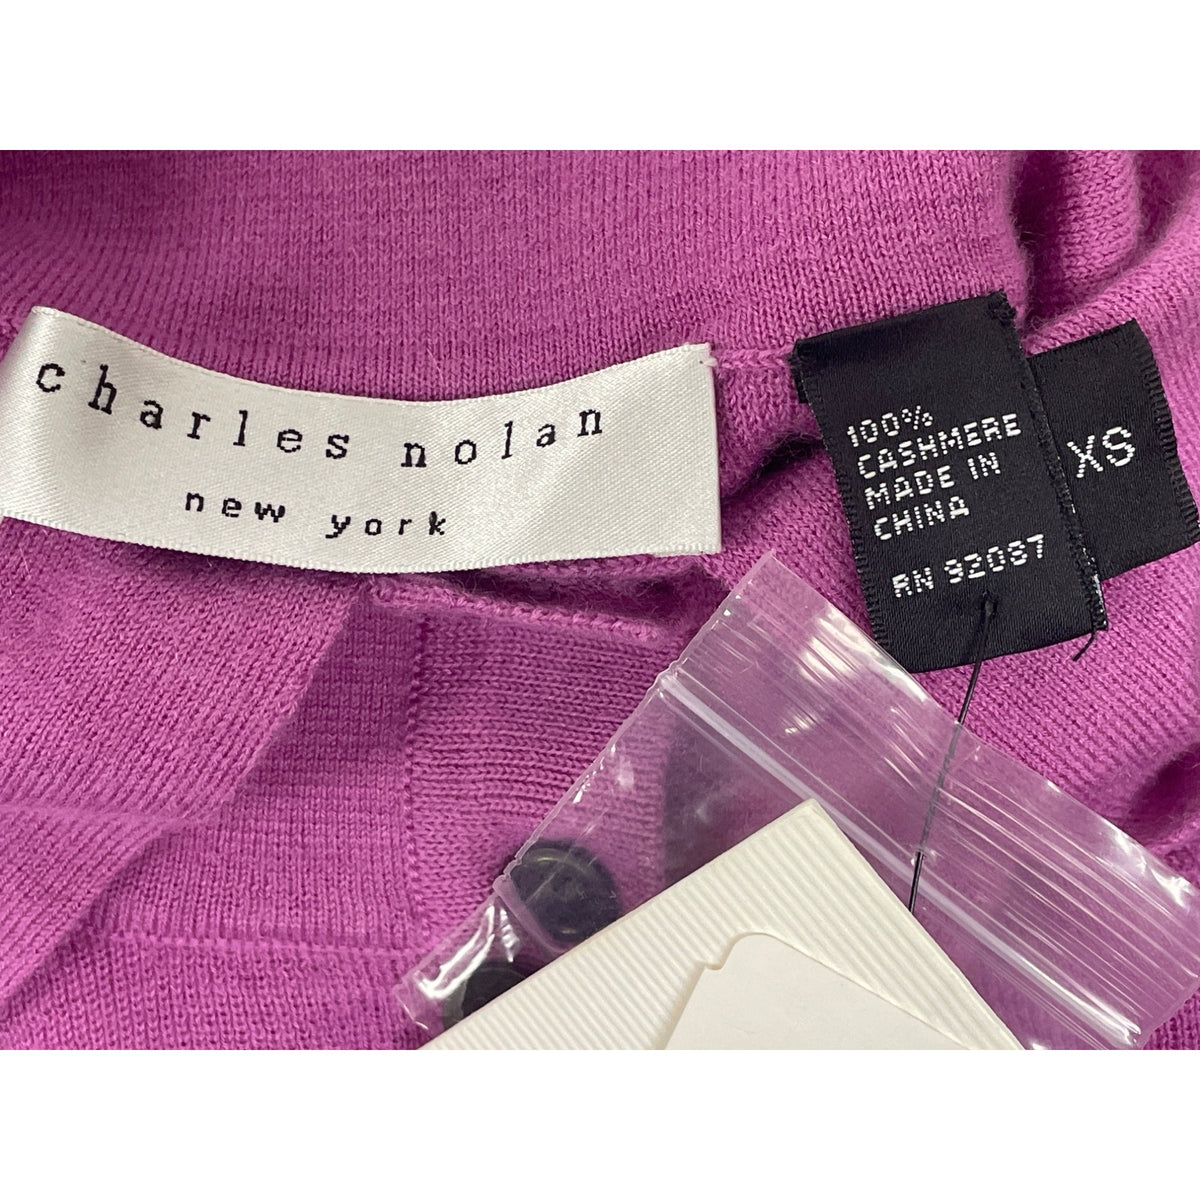 charles nolan
new york
100%
CASHMERE
MADE IN
CHINA
RN 92087
XS